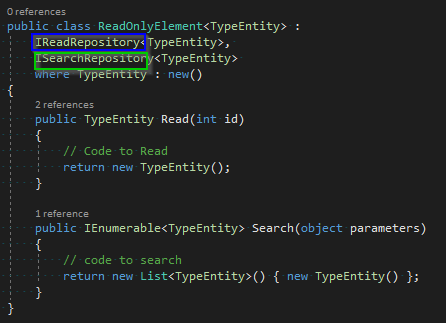 0 references
public class ReadOnlyElement<TypeEntity> :
IReadRepository<TypeEntity>,
ISearchRepository<TypeEntity>
where TypeEntity : new()
{
2 references
public TypeEntity Read(int id)
{
// Code to Read
return new TypeEntity();
}
1 reference
public IEnumerable<TypeEntity> Search(object parameters)
{
// code to search
return new List<TypeEntity>() { new TypeEntity() };
}
}